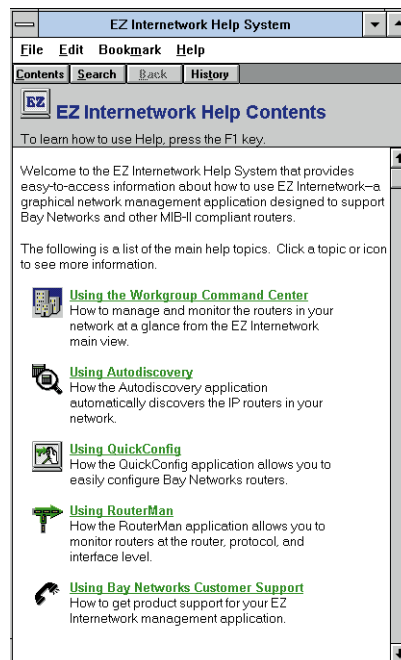 EZ Internetwork Help System
File Edit Bookmark Help
Contents Search Back History
EZ
EZ Internetwork Help Contents
To learn how to use Help, press the F1 key.
Welcome to the EZ Internetwork Help System that provides
easy-to-access information about how to use EZ Internetwork–a
graphical network management application designed to support
Bay Networks and other MIB-II compliant routers.
The following is a list of the main help topics. Click a topic or icon
to see more information.
Using the Workgroup Command Center
How to manage and monitor the routers in your
network at a glance from the EZ Internetwork
main view.
Using Autodiscovery
How the Autodiscovery application
automatically discovers the IP routers in your
network.
Using QuickConfig
How the QuickConfig application allows you to
easily configure Bay Networks routers.
Using RouterMan
How the RouterMan application allows you to
monitor routers at the router, protocol, and
interface level.
Using Bay Networks Customer Support
How to get product support for your EZ
Internetwork management application.